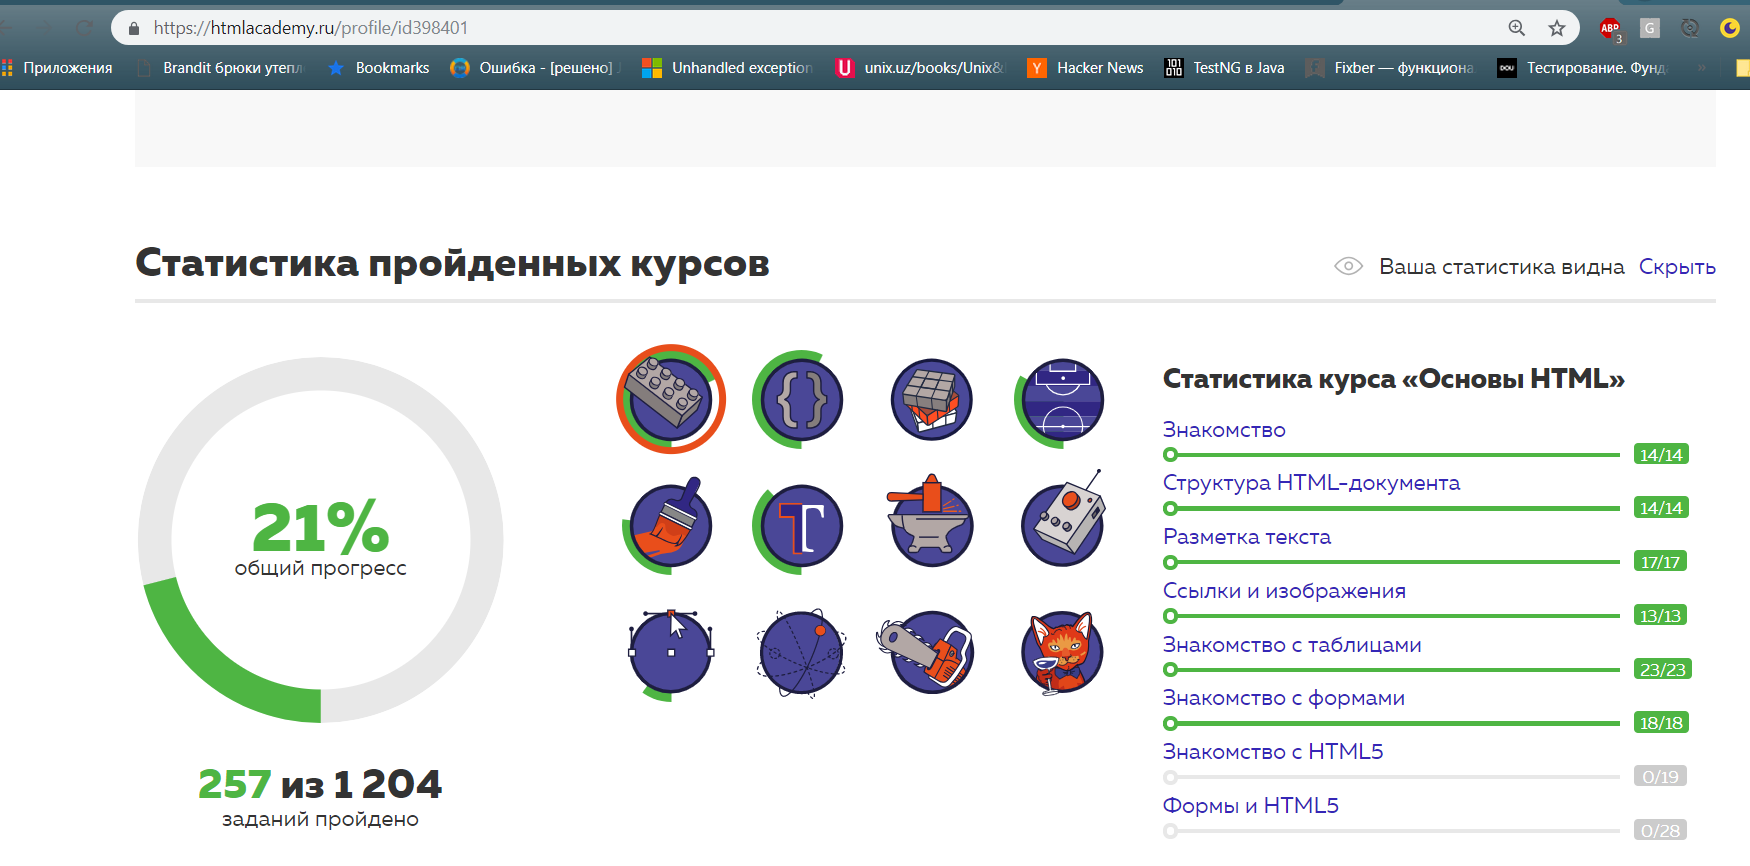 https://htmlacademy.ru/profile/id398401
ABP
3
G
Приложения
Brandit брюки утепл
Bookmarks
Ошибка - [решено]
Unhandled exception
U
unix.uz/books/Unix&
Y
Hacker News
101
010
TestNG в Java
Fixber — функциона
DOU
Тестирование. Фунд
»
Статистика пройденных курсов
Ваша статистика видна Скрыть
21%
общий прогресс
257 из 1 204
заданий пройдено
{ }
T T
Статистика курса «Основы HTML»
Знакомство
14/14
Структура HTML-документа
14/14
Разметка текста
17/17
Ссылки и изображения
13/13
Знакомство с таблицами
23/23
Знакомство с формами
18/18
Знакомство с HTML5
0/19
Формы и HTML5
0/28